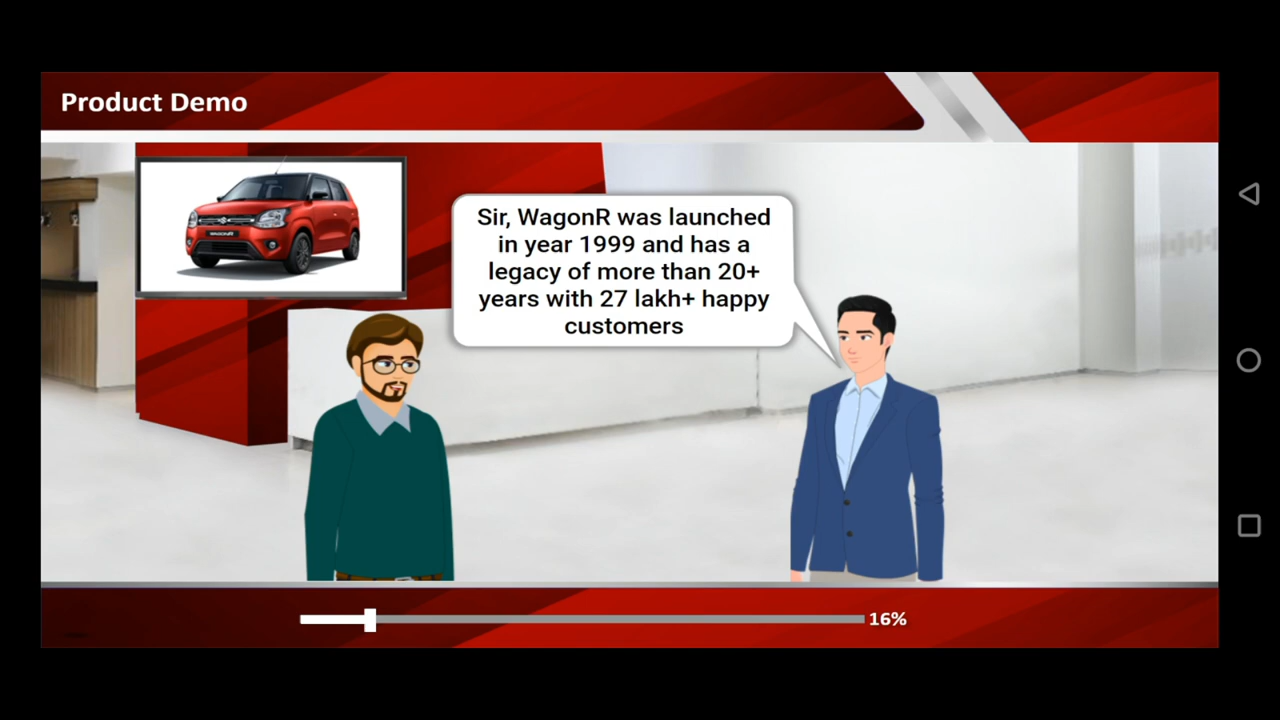 Product Demo
WAGONR
Sir, WagonR was launched
in year 1999 and has a
legacy of more than 20+
years with 27 lakh+ happy
customers
16%